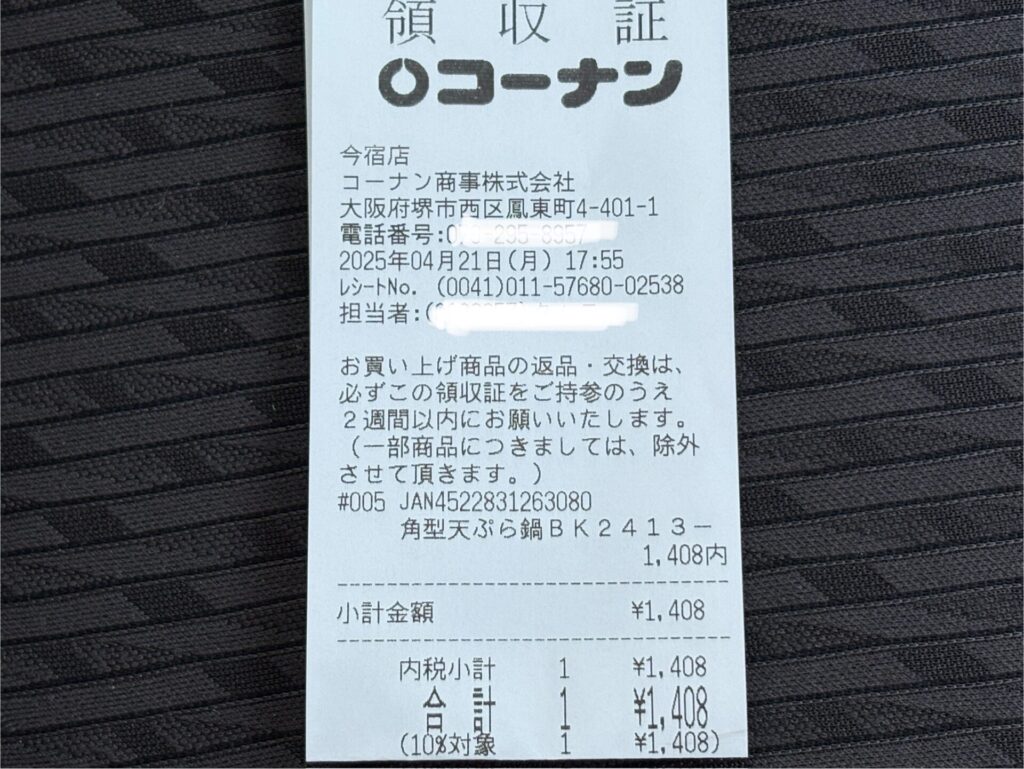 領収証
コーナン
今宿店
コーナン商事株式会社
大阪府堺市西区鳳東町4-401-1
電話番号:
2025年04月21日(月) 17:55
ﾚｼｰﾄNo. (0041)011-57680-02538
担当者:(
お買い上げ商品の返品・交換は、
必ずこの領収証をご持参のうえ
２週間以内にお願いいたします。
（一部商品につきましては、除外
させて頂きます。）
#005 JAN4522831263080
角型天ぷら鍋ＢＫ２４１３－
1,408内
小計金額 ¥1,408
内税小計 1 ¥1,408
合計 1 ¥1,408
(10%対象 1 ¥1,408)